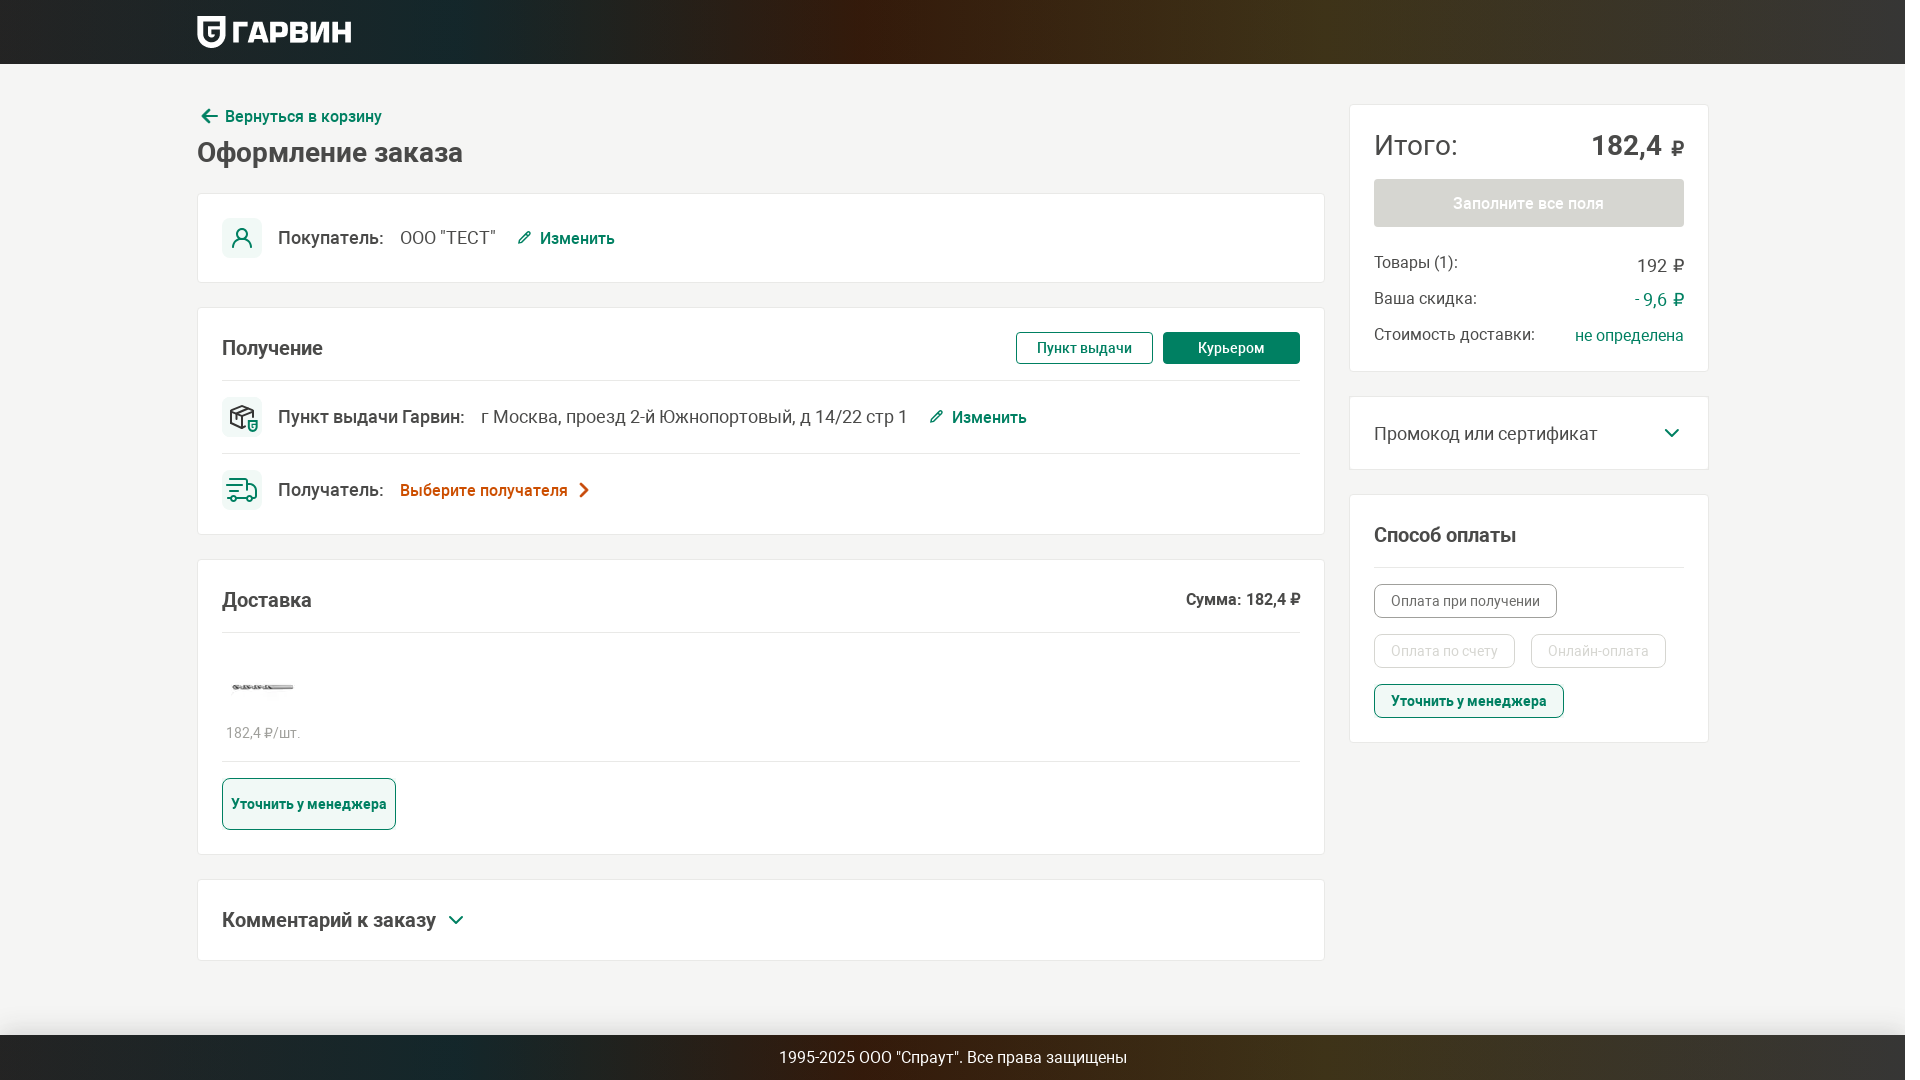 ГАРВИН
Вернуться в корзину
Оформление заказа
Покупатель: ООО "ТЕСТ" Изменить
Получение
Пункт выдачи Курьером
Пункт выдачи Гарвин: г Москва, проезд 2-й Южнопортовый, д 14/22 стр 1 Изменить
Получатель: Выберите получателя
Доставка
Сумма: 182,4 ₽
182,4 ₽/шт.
Уточнить у менеджера
Комментарий к заказу
Итого: 182,4 ₽
Заполните все поля
Товары (1): 192 ₽
Ваша скидка: - 9,6 ₽
Стоимость доставки: не определена
Промокод или сертификат
Способ оплаты
Оплата при получении
Оплата по счету Онлайн-оплата
Уточнить у менеджера
1995-2025 ООО "Спраут". Все права защищены